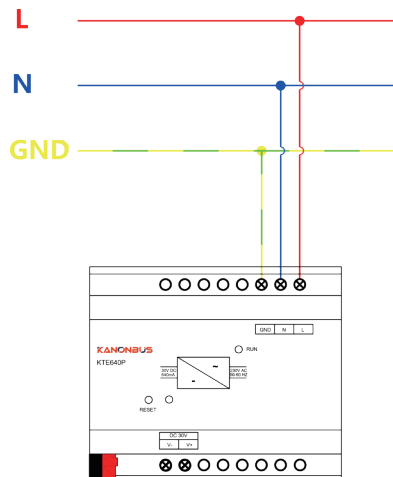 L
N
GND
GND N L
KANONBUS
RUN
KTE640P
30V DC
640mA
~
-
230V AC
50-60 HZ
RESET
DC 30V
V- V+